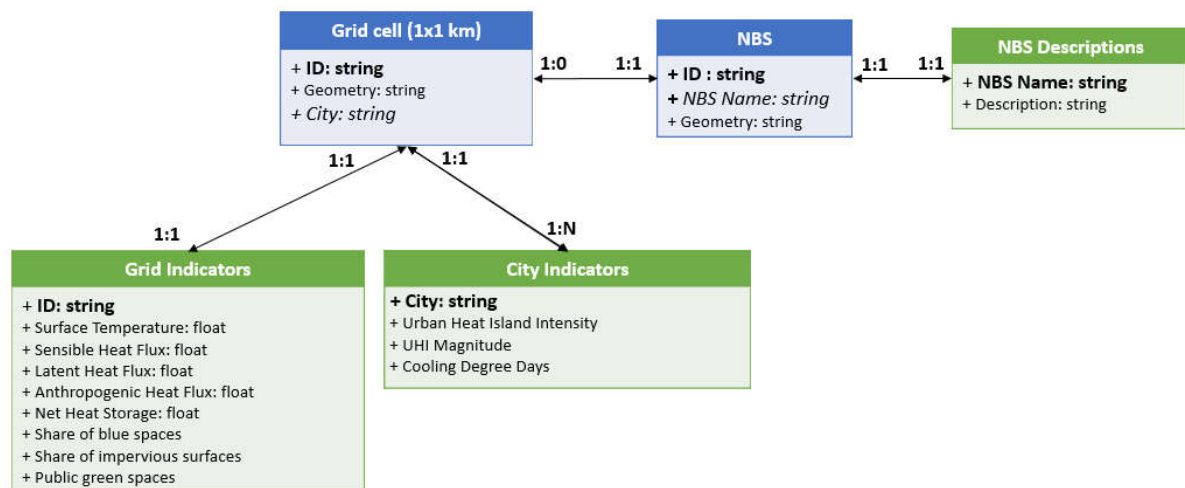 Grid cell (1x1 km)
+ ID: string
+ Geometry: string
+ City: string
1:0
1:1
NBS
+ ID : string
+ NBS Name: string
+ Geometry: string
1:1
1:1
NBS Descriptions
+ NBS Name: string
+ Description: string
1:1
1:1
1:1
1:N
Grid Indicators
+ ID: string
+ Surface Temperature: float
+ Sensible Heat Flux: float
+ Latent Heat Flux: float
+ Anthropogenic Heat Flux: float
+ Net Heat Storage: float
+ Share of blue spaces
+ Share of impervious surfaces
+ Public green spaces
City Indicators
+ City: string
+ Urban Heat Island Intensity
+ UHI Magnitude
+ Cooling Degree Days